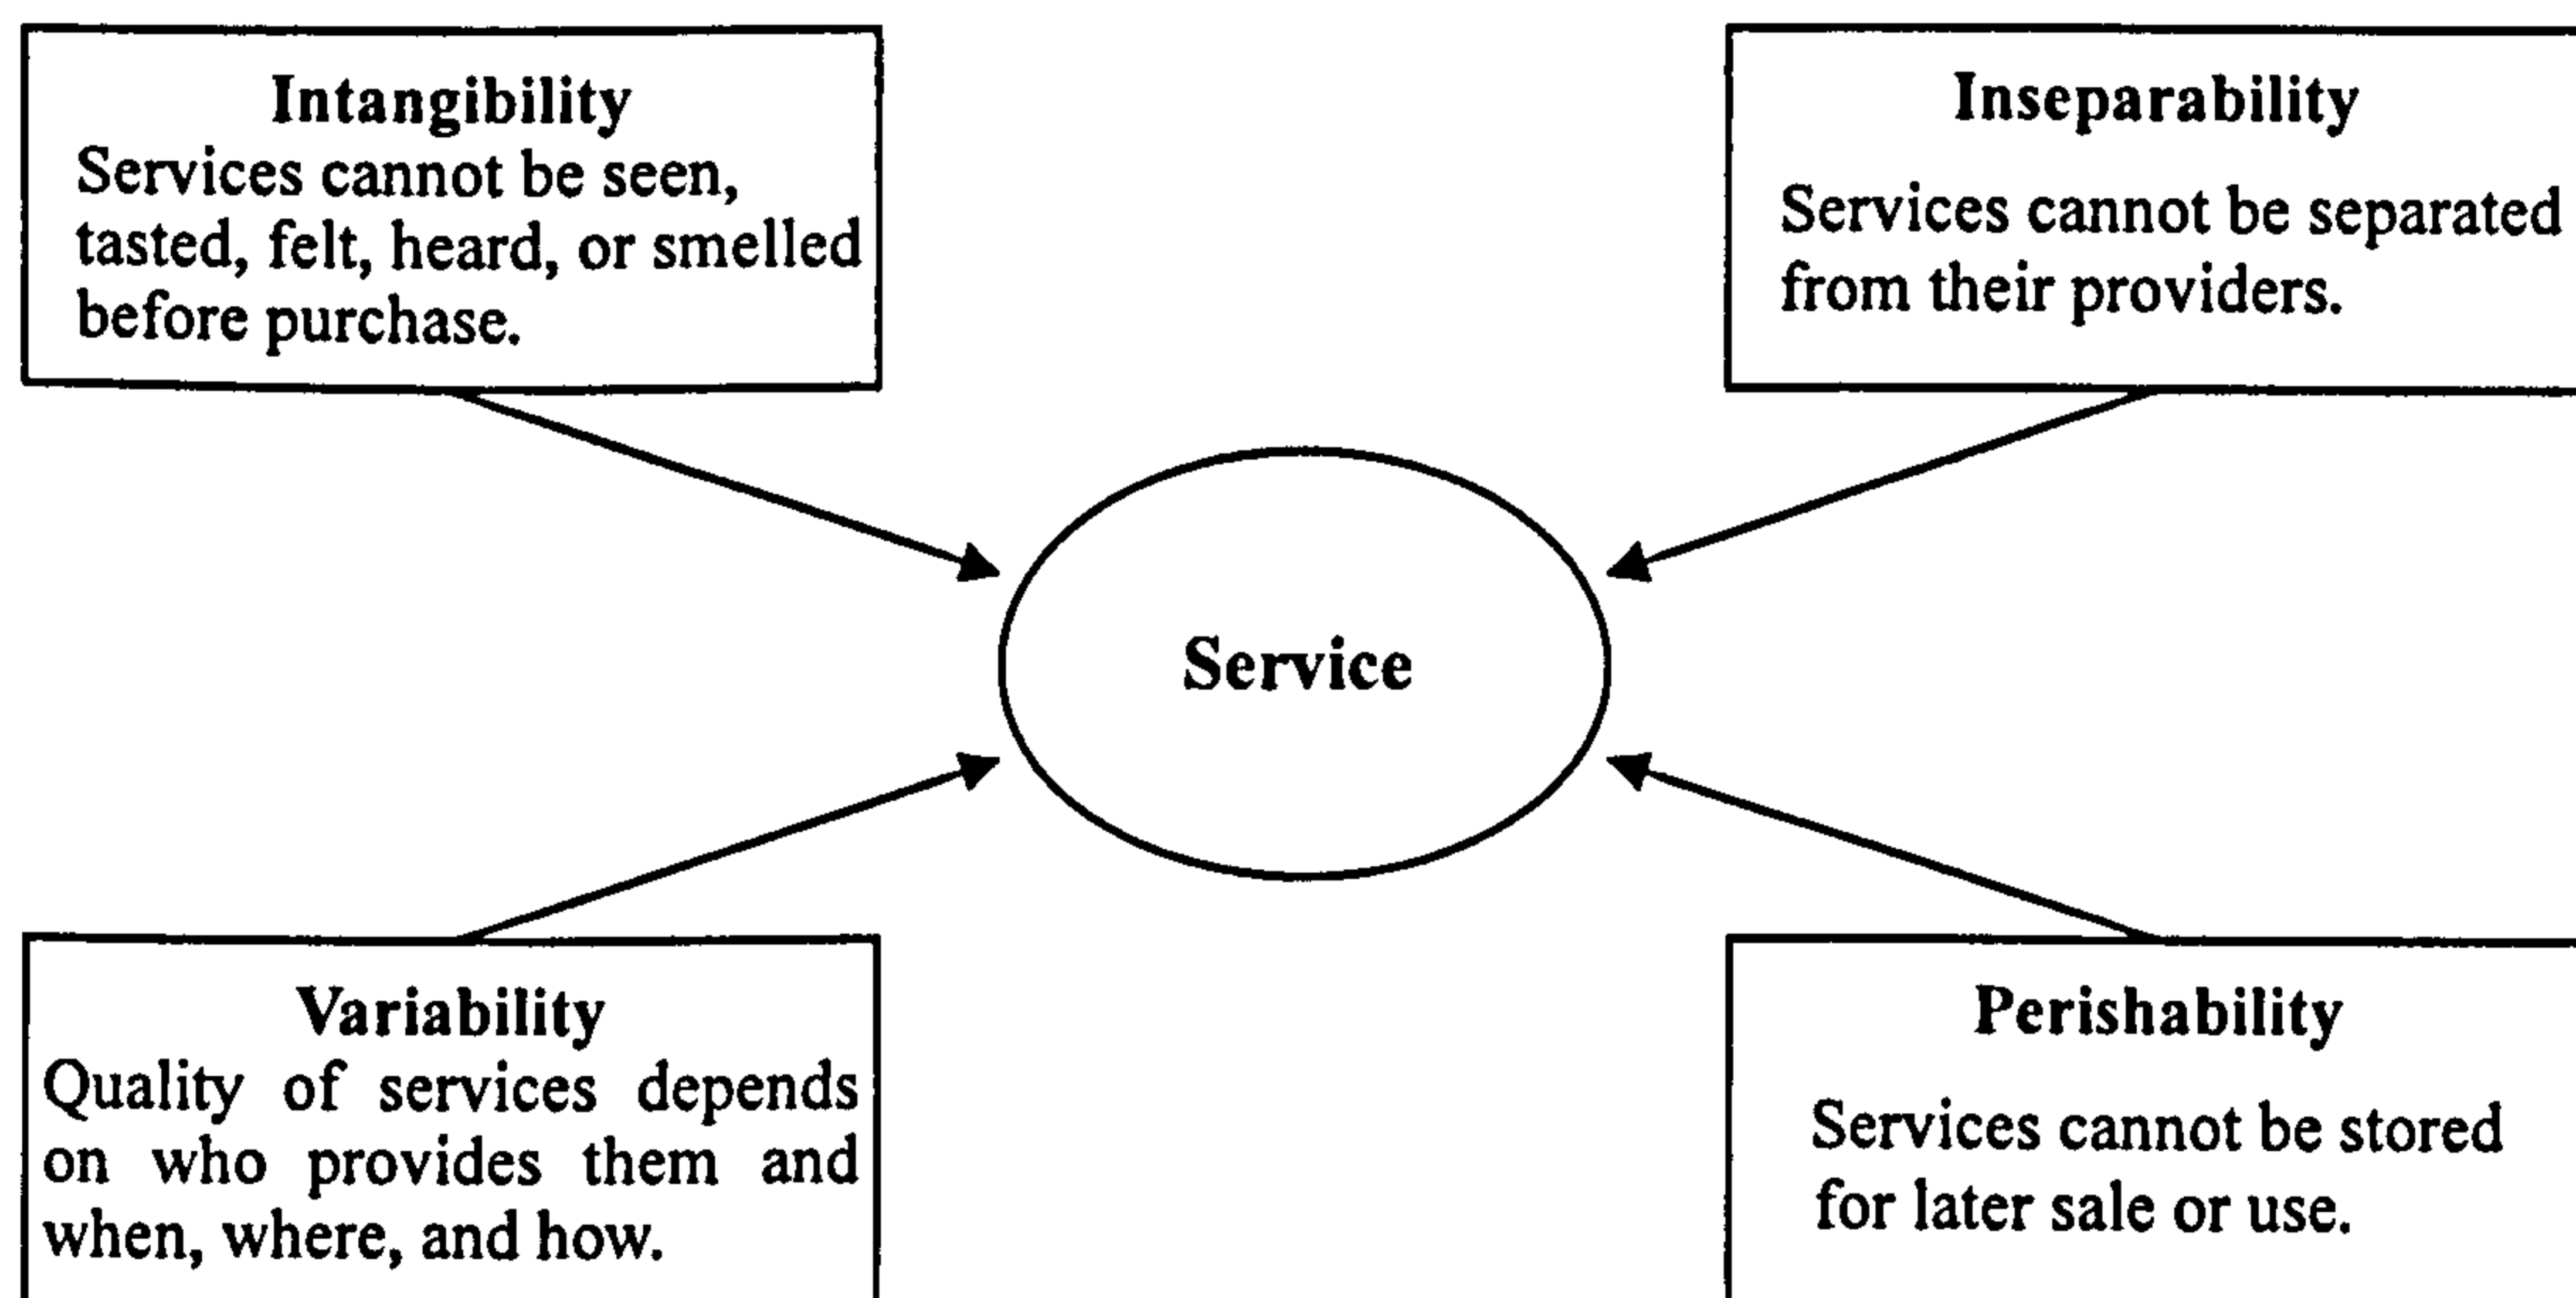 Intangibility
Services cannot be seen,
tasted, felt, heard, or smelled
before purchase.
Inseparability
Services cannot be separated
from their providers.
Service
Variability
Quality of services depends
on who provides them and
when, where, and how.
Perishability
Services cannot be stored
for later sale or use.